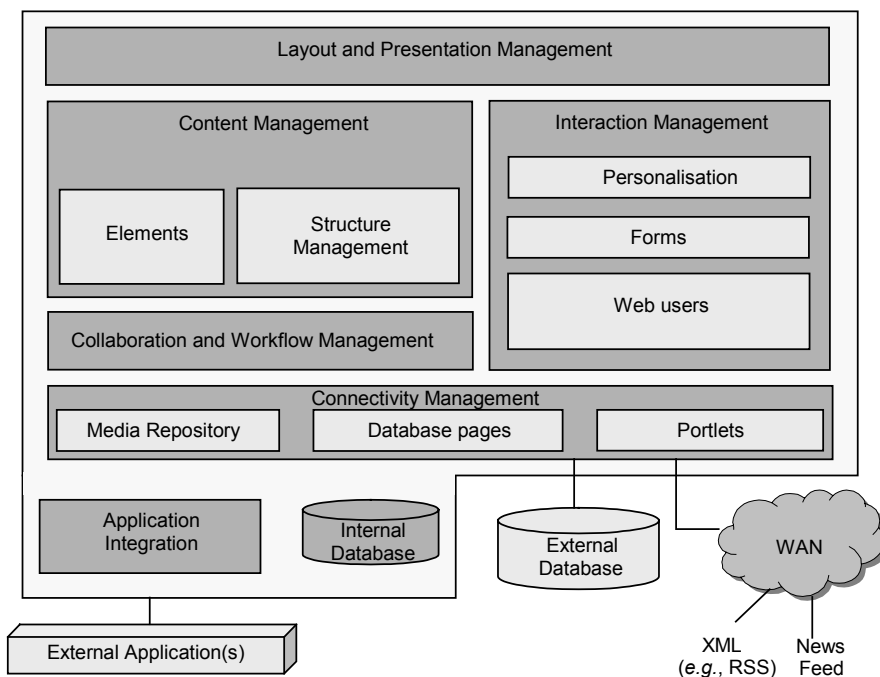 Layout and Presentation Management
Content Management
Elements
Structure
Management
Interaction Management
Personalisation
Forms
Web users
Collaboration and Workflow Management
Connectivity Management
Media Repository
Database pages
Portlets
Application
Integration
Internal
Database
External
Database
WAN
External Application(s)
XML
(e.g., RSS)
News
Feed